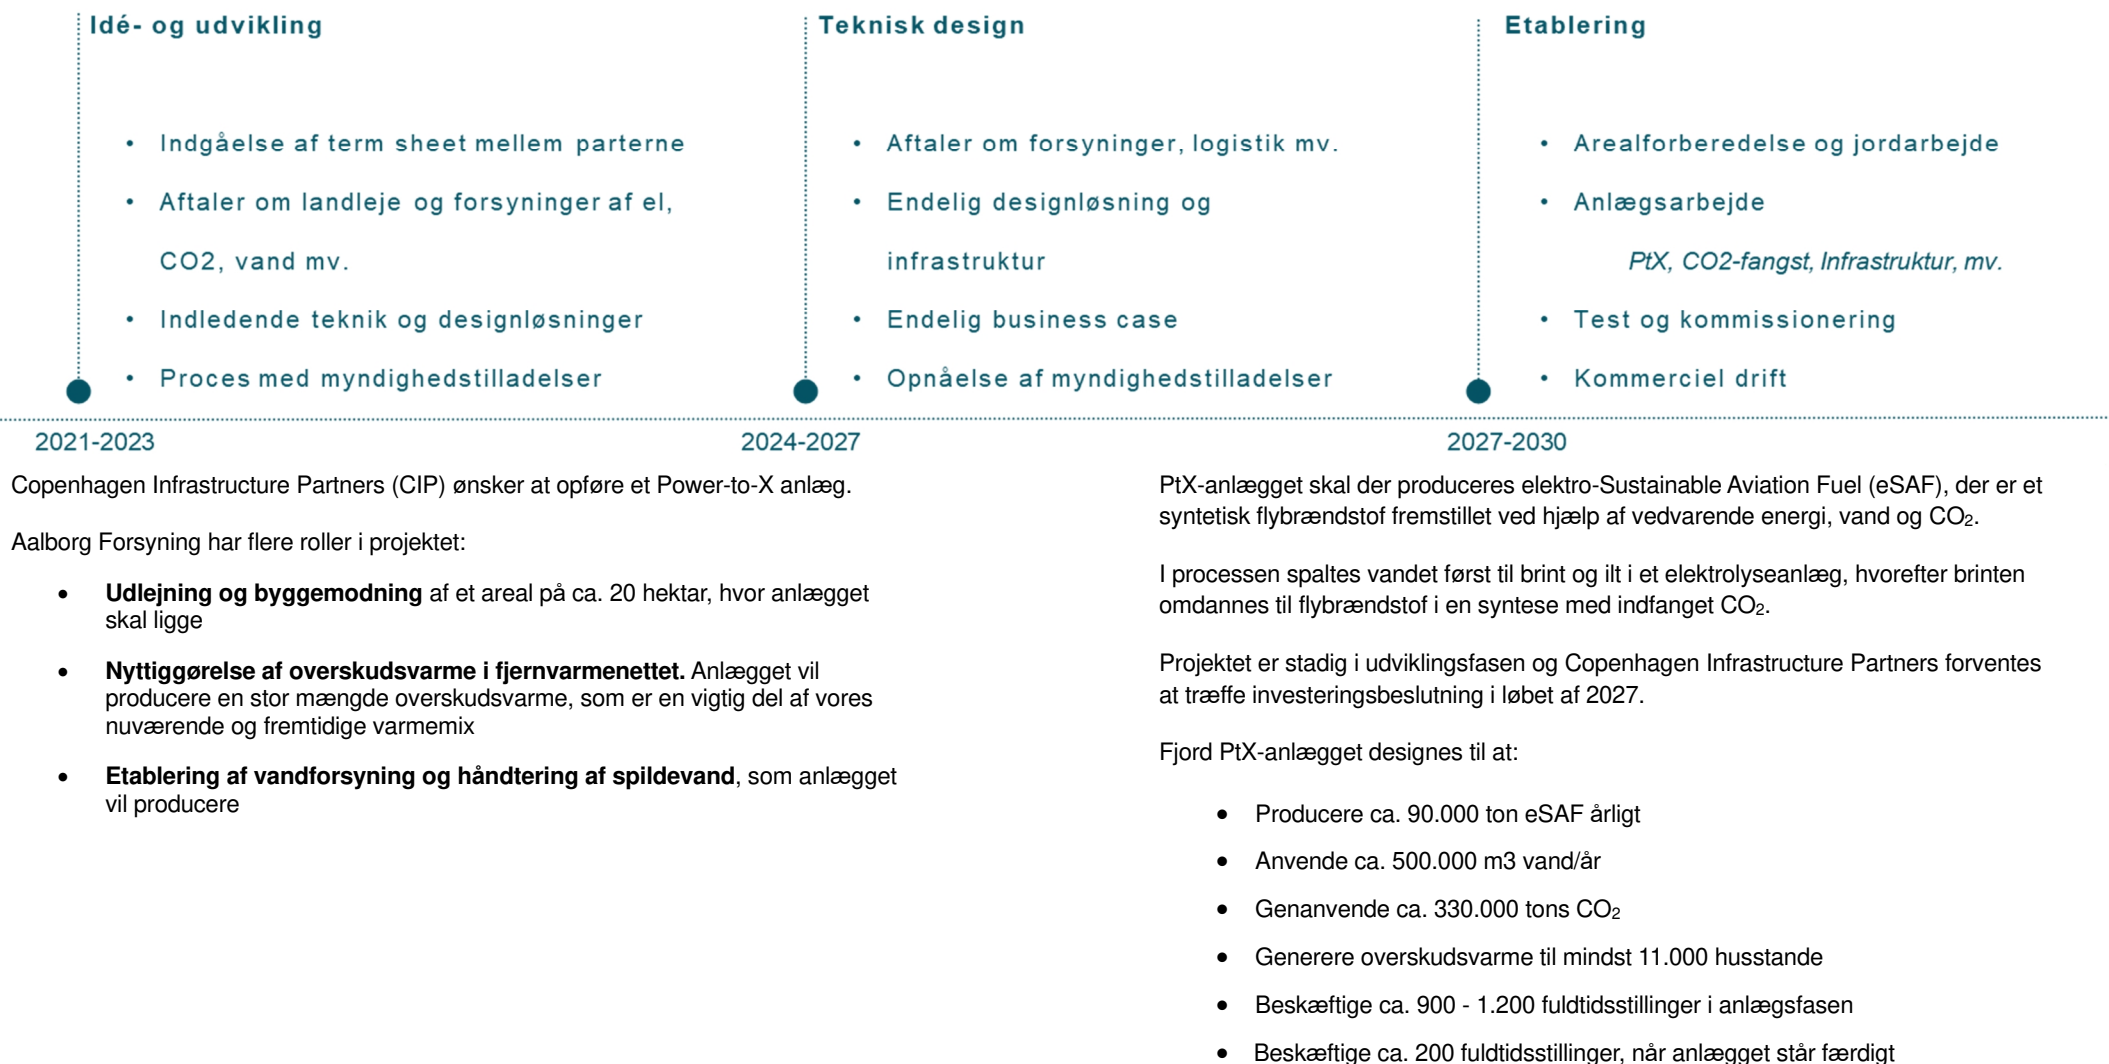 Idé- og udvikling
• Indgåelse af term sheet mellem parterne
• Aftaler om landleje og forsyninger af el,
CO2, vand mv.
• Indledende teknik og designløsninger
• Proces med myndighedstilladelser
2021-2023
Teknisk design
• Aftaler om forsyninger, logistik mv.
• Endelig designløsning og
infrastruktur
• Endelig business case
• Opnåelse af myndighedstilladelser
2024-2027
Etablering
• Arealforberedelse og jordarbejde
• Anlægsarbejde
PtX, CO2-fangst, Infrastruktur, mv.
• Test og kommissionering
• Kommerciel drift
2027-2030
Copenhagen Infrastructure Partners (CIP) ønsker at opføre et Power-to-X anlæg.
Aalborg Forsyning har flere roller i projektet:
• Udlejning og byggemodning af et areal på ca. 20 hektar, hvor anlægget
skal ligge
• Nyttiggørelse af overskudsvarme i fjernvarmenettet. Anlægget vil
producere en stor mængde overskudsvarme, som er en vigtig del af vores
nuværende og fremtidige varmemix
• Etablering af vandforsyning og håndtering af spildevand, som anlægget
vil producere
PtX-anlægget skal der produceres elektro-Sustainable Aviation Fuel (eSAF), der er et
syntetisk flybrændstof fremstillet ved hjælp af vedvarende energi, vand og CO₂.
I processen spaltes vandet først til brint og ilt i et elektrolyseanlæg, hvorefter brinten
omdannes til flybrændstof i en syntese med indfanget CO₂.
Projektet er stadig i udviklingsfasen og Copenhagen Infrastructure Partners forventes
at træffe investeringsbeslutning i løbet af 2027.
Fjord PtX-anlægget designes til at:
• Producere ca. 90.000 ton eSAF årligt
• Anvende ca. 500.000 m3 vand/år
• Genanvende ca. 330.000 tons CO₂
• Generere overskudsvarme til mindst 11.000 husstande
• Beskæftige ca. 900 - 1.200 fuldtidsstillinger i anlægsfasen
• Beskæftige ca. 200 fuldtidsstillinger, når anlægget står færdigt